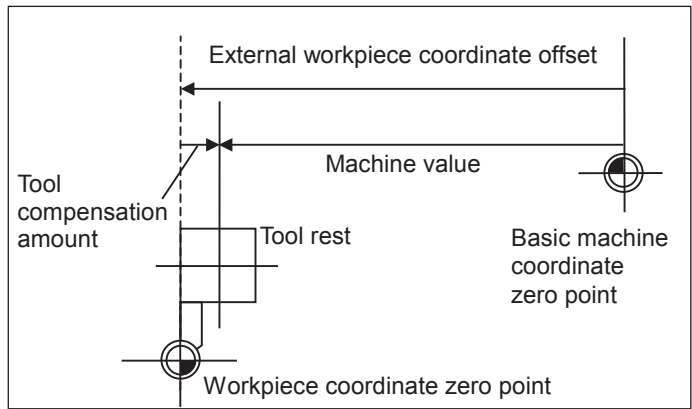 External workpiece coordinate offset
Machine value
Tool
compensation
amount
Tool rest
Basic machine
coordinate
zero point
Workpiece coordinate zero point